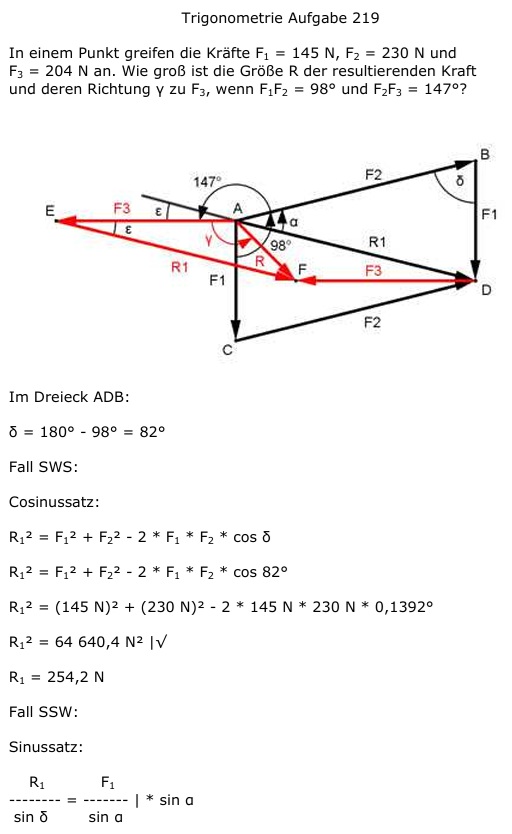 Trigonometrie Aufgabe 219
In einem Punkt greifen die Kräfte F₁ = 145 N, F₂ = 230 N und
F₃ = 204 N an. Wie groß ist die Größe R der resultierenden Kraft
und deren Richtung γ zu F₃, wenn F₁F₂ = 98° und F₂F₃ = 147°?
B
147°
F2
δ
E
F3
ε
A
α
F1
ε
γ
98°
R1
R1
R
F
F3
F1
D
F2
C
Im Dreieck ADB:
δ = 180° - 98° = 82°
Fall SWS:
Cosinussatz:
R₁² = F₁² + F₂² - 2 * F₁ * F₂ * cos δ
R₁² = F₁² + F₂² - 2 * F₁ * F₂ * cos 82°
R₁² = (145 N)² + (230 N)² - 2 * 145 N * 230 N * 0,1392°
R₁² = 64 640,4 N² |√
R₁ = 254,2 N
Fall SSW:
Sinussatz:
R₁ F₁
-------- = ------- | * sin α
sin δ sin α